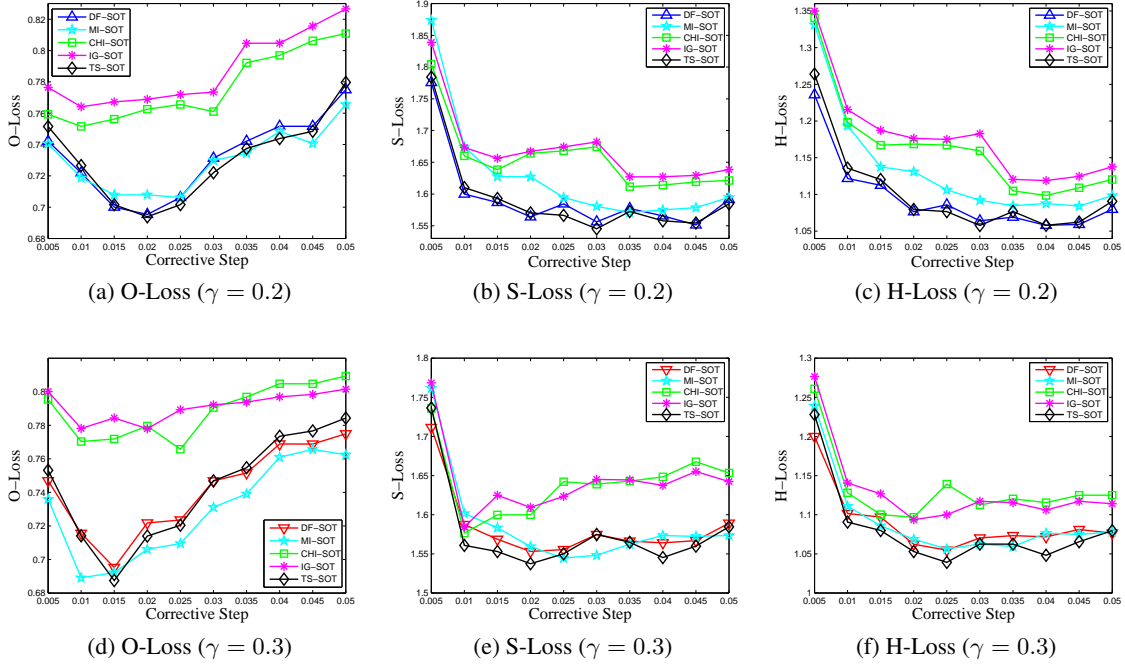 0.82
0.8
0.78
0.76
0.74
0.72
0.7
0.68
O−Loss
DF−SOT
MI−SOT
CHI−SOT
IG−SOT
TS−SOT
0.005 0.01 0.015 0.02 0.025 0.03 0.035 0.04 0.045 0.05
Corrective Step
(a) O-Loss (γ = 0.2)
1.9
1.85
1.8
1.75
1.7
1.65
1.6
1.55
S−Loss
DF−SOT
MI−SOT
CHI−SOT
IG−SOT
TS−SOT
0.005 0.01 0.015 0.02 0.025 0.03 0.035 0.04 0.045 0.05
Corrective Step
(b) S-Loss (γ = 0.2)
1.35
1.3
1.25
1.2
1.15
1.1
1.05
H−Loss
DF−SOT
MI−SOT
CHI−SOT
IG−SOT
TS−SOT
0.005 0.01 0.015 0.02 0.025 0.03 0.035 0.04 0.045 0.05
Corrective Step
(c) H-Loss (γ = 0.2)
0.8
0.78
0.76
0.74
0.72
0.7
0.68
O−Loss
DF−SOT
MI−SOT
CHI−SOT
IG−SOT
TS−SOT
0.005 0.01 0.015 0.02 0.025 0.03 0.035 0.04 0.045 0.05
Corrective Step
(d) O-Loss (γ = 0.3)
1.8
1.75
1.7
1.65
1.6
1.55
1.5
S−Loss
DF−SOT
MI−SOT
CHI−SOT
IG−SOT
TS−SOT
0.005 0.01 0.015 0.02 0.025 0.03 0.035 0.04 0.045 0.05
Corrective Step
(e) S-Loss (γ = 0.3)
1.3
1.25
1.2
1.15
1.1
1.05
1
H−Loss
DF−SOT
MI−SOT
CHI−SOT
IG−SOT
TS−SOT
0.005 0.01 0.015 0.02 0.025 0.03 0.035 0.04 0.045 0.05
Corrective Step
(f) H-Loss (γ = 0.3)